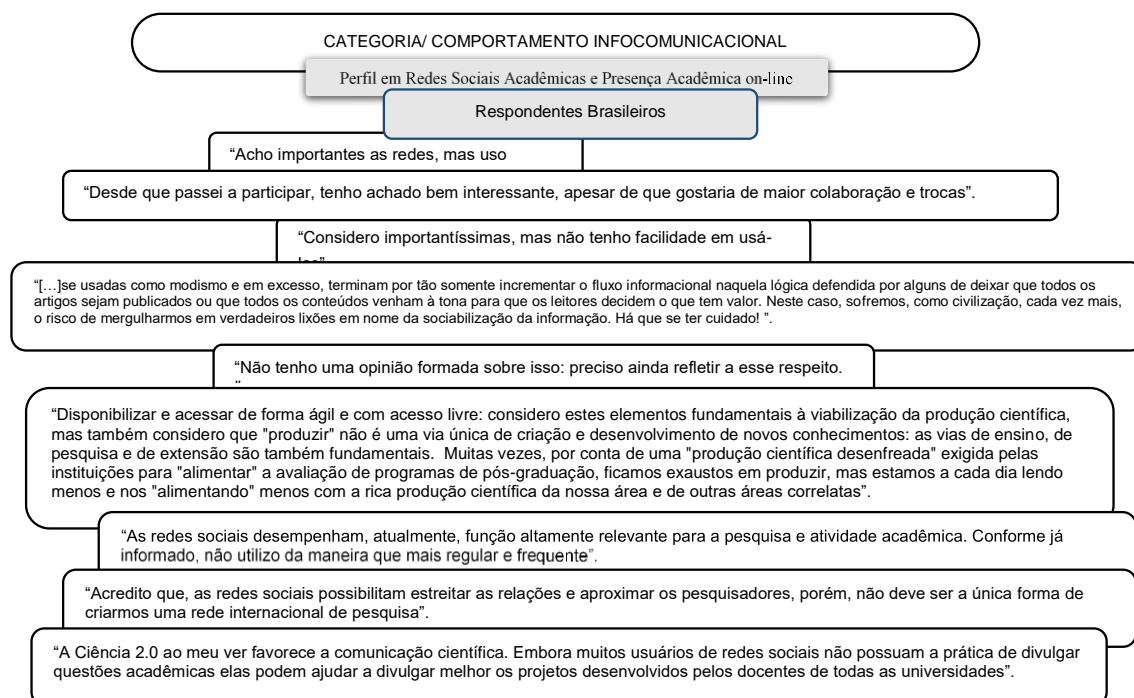 CATEGORIA/ COMPORTAMENTO INFOCOMUNICACIONAL
Perfil em Redes Sociais Acadêmicas e Presença Acadêmica on-line
Respondentes Brasileiros
“Acho importantes as redes, mas uso
“Desde que passei a participar, tenho achado bem interessante, apesar de que gostaria de maior colaboração e trocas”.
“Considero importantíssimas, mas não tenho facilidade em usá-
“[…]se usadas como modismo e em excesso, terminam por tão somente incrementar o fluxo informacional naquela lógica defendida por alguns de deixar que todos os
artigos sejam publicados ou que todos os conteúdos venham à tona para que os leitores decidem o que tem valor. Neste caso, sofremos, como civilização, cada vez mais,
o risco de mergulharmos em verdadeiros lixões em nome da sociabilização da informação. Há que se ter cuidado! ”.
“Não tenho uma opinião formada sobre isso: preciso ainda refletir a esse respeito.
“Disponibilizar e acessar de forma ágil e com acesso livre: considero estes elementos fundamentais à viabilização da produção científica,
mas também considero que "produzir" não é uma via única de criação e desenvolvimento de novos conhecimentos: as vias de ensino, de
pesquisa e de extensão são também fundamentais. Muitas vezes, por conta de uma "produção científica desenfreada" exigida pelas
instituições para "alimentar" a avaliação de programas de pós-graduação, ficamos exaustos em produzir, mas estamos a cada dia lendo
menos e nos "alimentando" menos com a rica produção científica da nossa área e de outras áreas correlatas”.
“As redes sociais desempenham, atualmente, função altamente relevante para a pesquisa e atividade acadêmica. Conforme já
informado, não utilizo da maneira que mais regular e frequente”.
“Acredito que, as redes sociais possibilitam estreitar as relações e aproximar os pesquisadores, porém, não deve ser a única forma de
criarmos uma rede internacional de pesquisa”.
“A Ciência 2.0 ao meu ver favorece a comunicação científica. Embora muitos usuários de redes sociais não possuam a prática de divulgar
questões acadêmicas elas podem ajudar a divulgar melhor os projetos desenvolvidos pelos docentes de todas as universidades”.